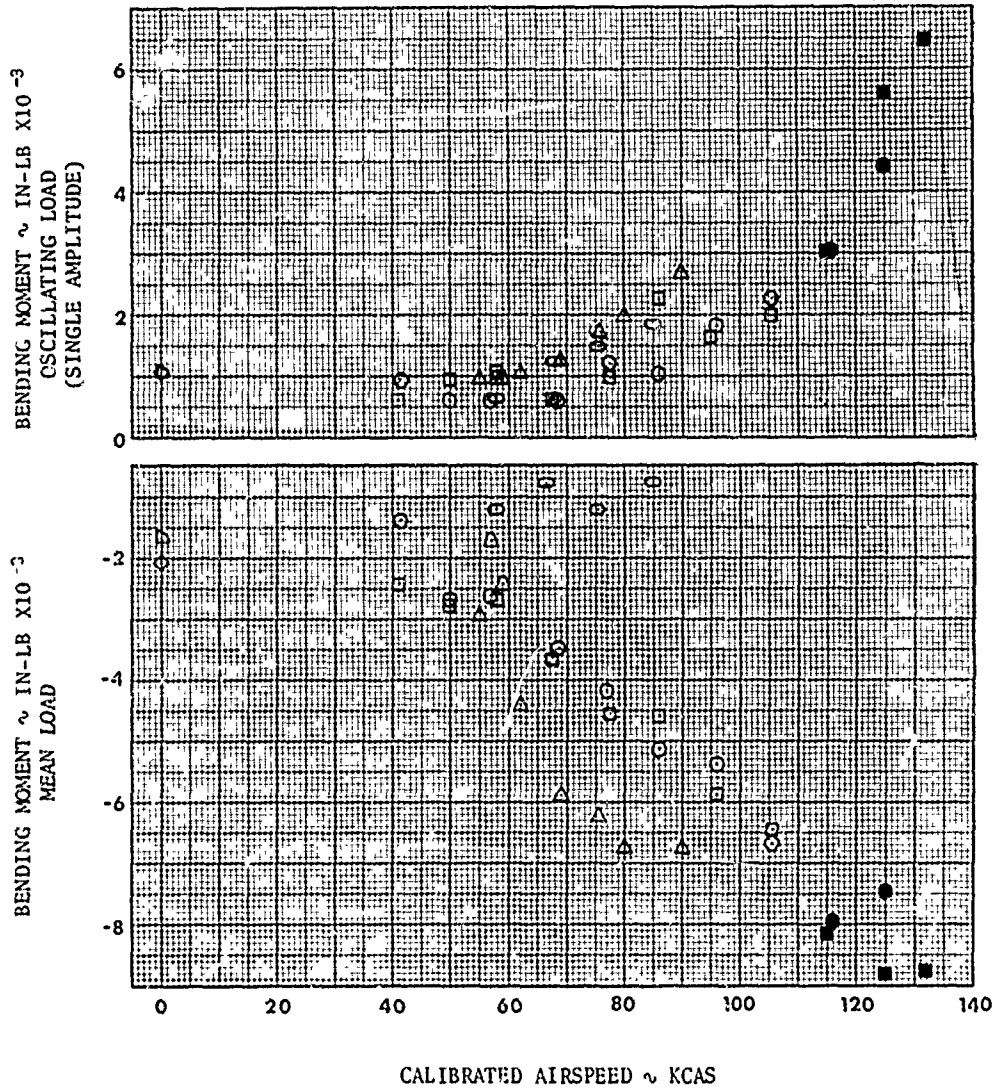 BENDING MOMENT ~ IN-LB X10⁻³
OSCILLATING LOAD
(SINGLE AMPLITUDE)
6
4
2
0
BENDING MOMENT ~ IN-LB X10⁻³
MEAN LOAD
-2
-4
-6
-8
0 20 40 60 80 100 120 140
CALIBRATED AIRSPEED ~ KCAS